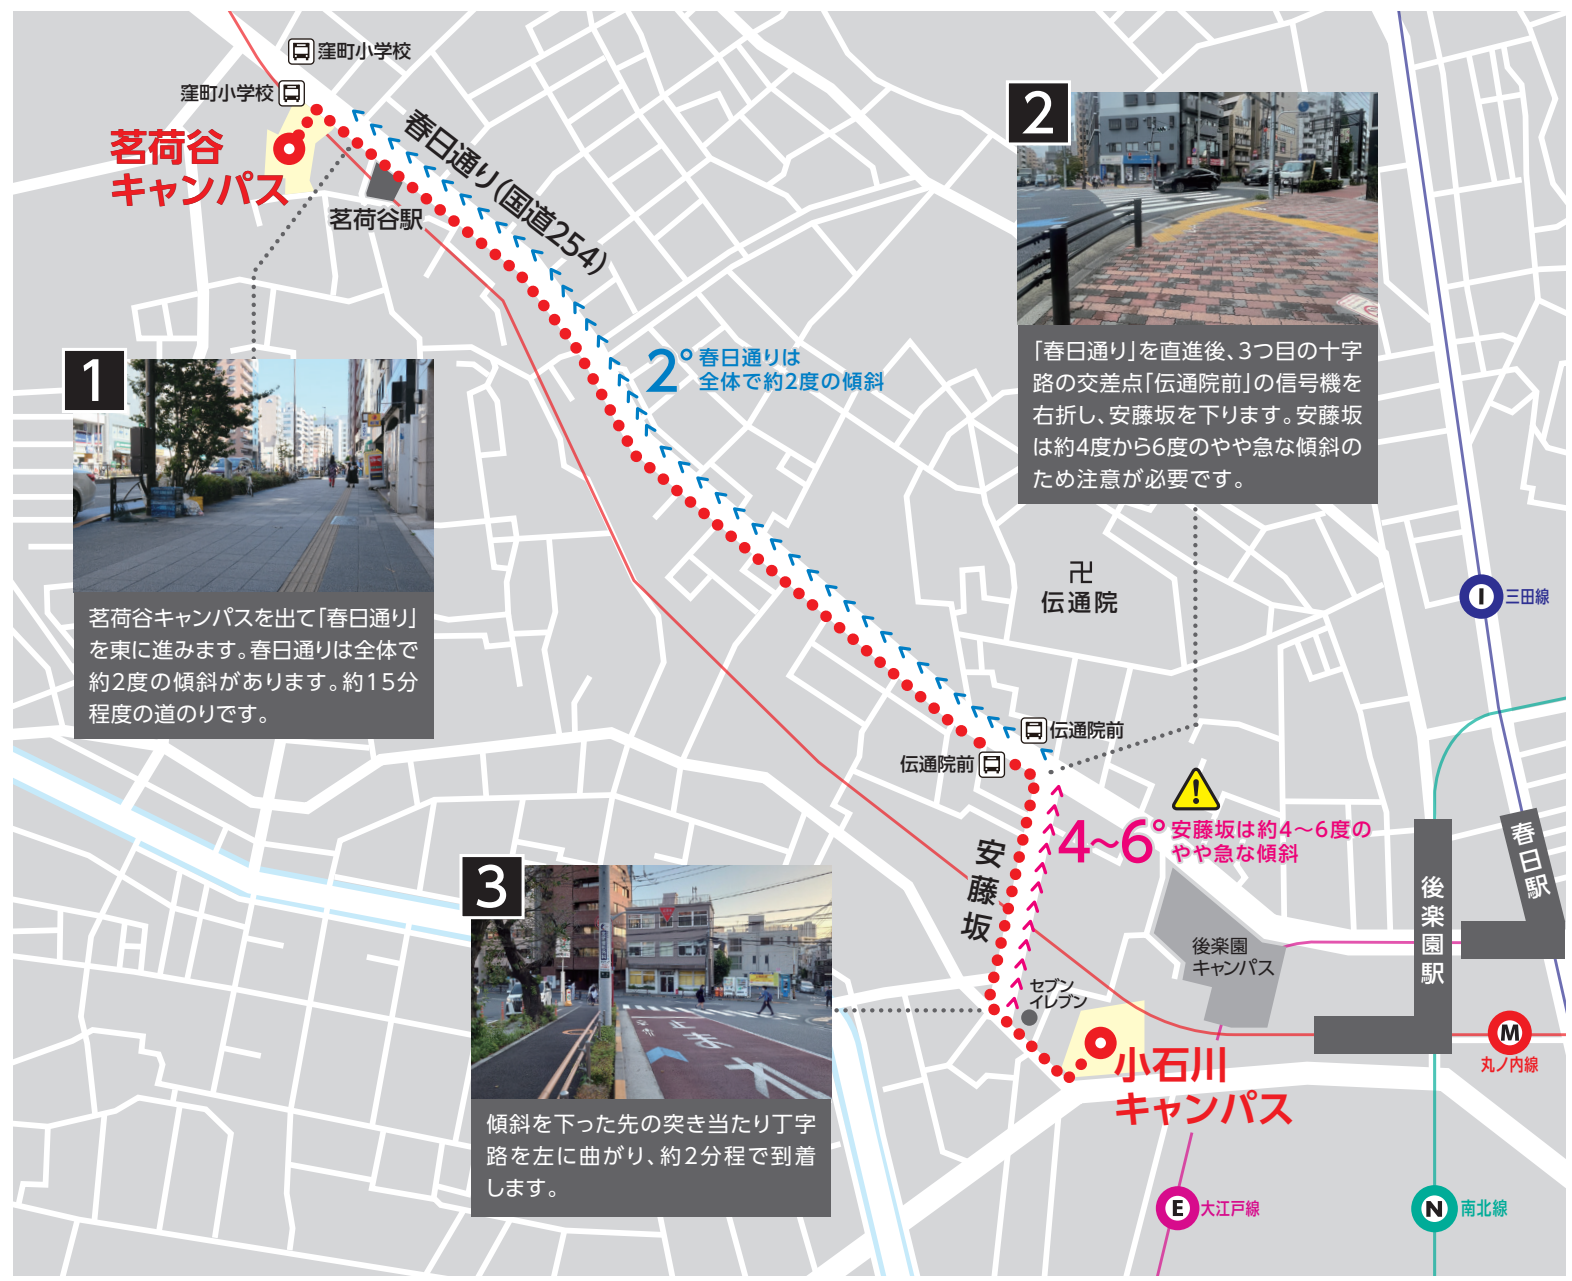 窪町小学校
窪町小学校
茗荷谷
キャンパス
茗荷谷駅
春日通り(国道254)
2° 春日通りは
全体で約2度の傾斜
1
茗荷谷キャンパスを出て「春日通り」
を東に進みます。春日通りは全体で
約2度の傾斜があります。約15分
程度の道のりです。
2
「春日通り」を直進後、3つ目の十字
路の交差点「伝通院前」の信号機を
右折し、安藤坂を下ります。安藤坂
は約4度から6度のやや急な傾斜の
ため注意が必要です。
卍
伝通院
I 三田線
伝通院前
伝通院前
4～6° 安藤坂は約4～6度の
やや急な傾斜
安藤坂
3
傾斜を下った先の突き当たり丁字
路を左に曲がり、約2分程で到着
します。
セブン
イレブン
後楽園
キャンパス
後楽園駅
春日駅
小石川
キャンパス
M
丸ノ内線
E 大江戸線
N 南北線